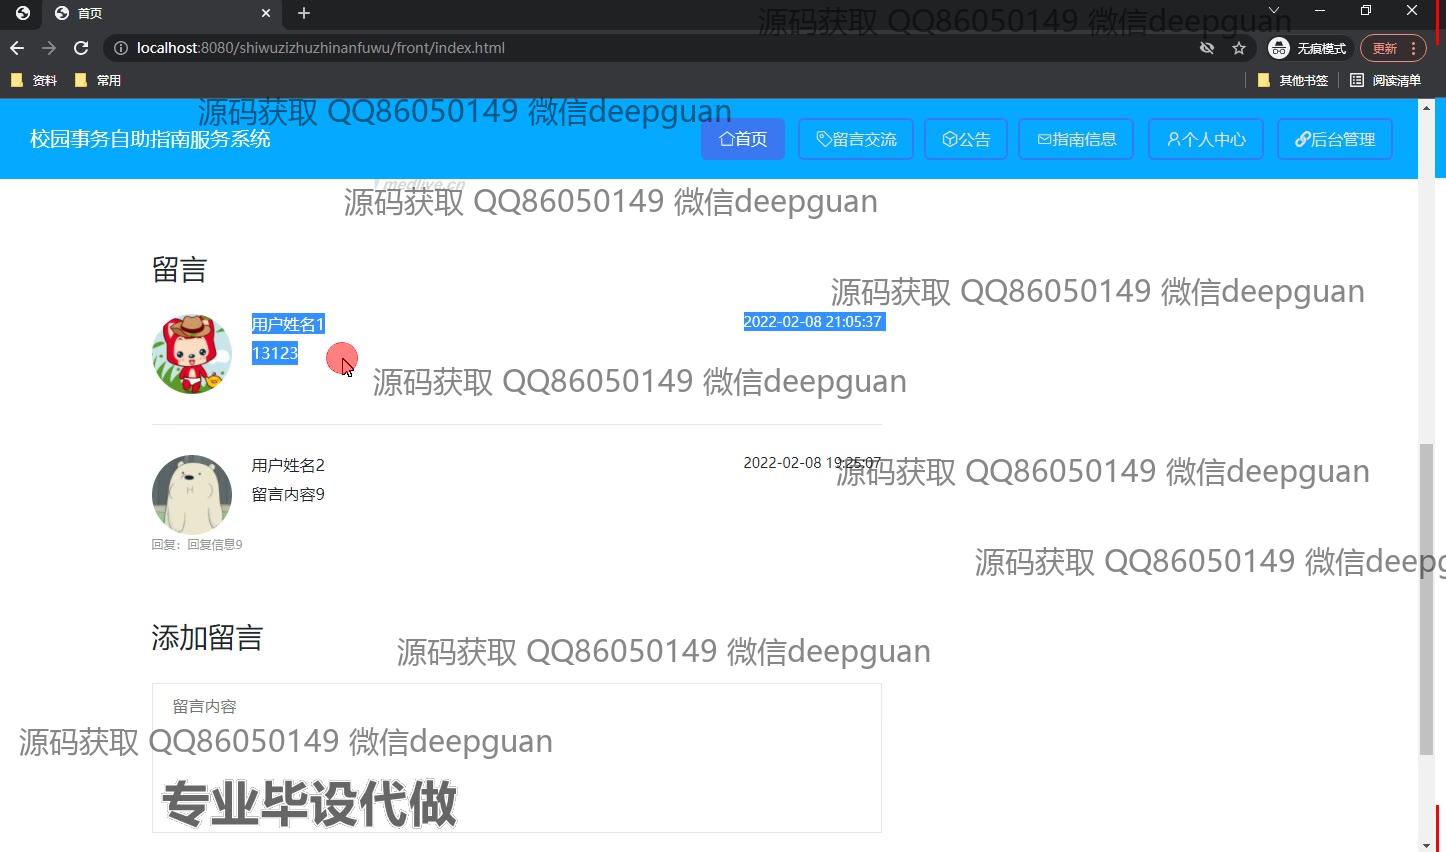 首页
源码获取 QQ86050149 微信deepguan
localhost:8080/shiwuzizhuzhinanfuwu/front/index.html
无痕模式
更新
资料
常用
其他书签
阅读清单
源码获取 QQ86050149 微信deepguan
校园事务自助指南服务系统
首页
留言交流
公告
指南信息
个人中心
后台管理
medlive.cn
源码获取 QQ86050149 微信deepguan
留言
源码获取 QQ86050149 微信deepguan
用户姓名1
2022-02-08 21:05:37
13123
源码获取 QQ86050149 微信deepguan
用户姓名2
2022-02-08 19:25:07
源码获取 QQ86050149 微信deepguan
留言内容9
回复：回复信息9
源码获取 QQ86050149 微信deepg
添加留言
源码获取 QQ86050149 微信deepguan
留言内容
源码获取 QQ86050149 微信deepguan
专业毕设代做